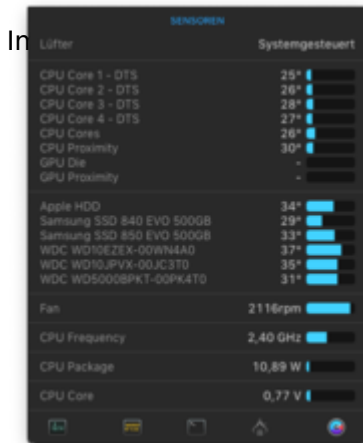 SENSOREN
In
Lüfter Systemgesteuert
CPU Core 1 - DTS 25°
CPU Core 2 - DTS 26°
CPU Core 3 - DTS 28°
CPU Core 4 - DTS 27°
CPU Cores 26°
CPU Proximity 30°
GPU Die -
GPU Proximity -
Apple HDD 34°
Samsung SSD 840 EVO 500GB 29°
Samsung SSD 850 EVO 500GB 33°
WDC WD10EZEX-00WN4A0 37°
WDC WD10JPVX-00JC3T0 35°
WDC WD5000BPKT-00PK4T0 31°
Fan 2116rpm
CPU Frequency 2,40 GHz
CPU Package 10,89 W
CPU Core 0,77 V